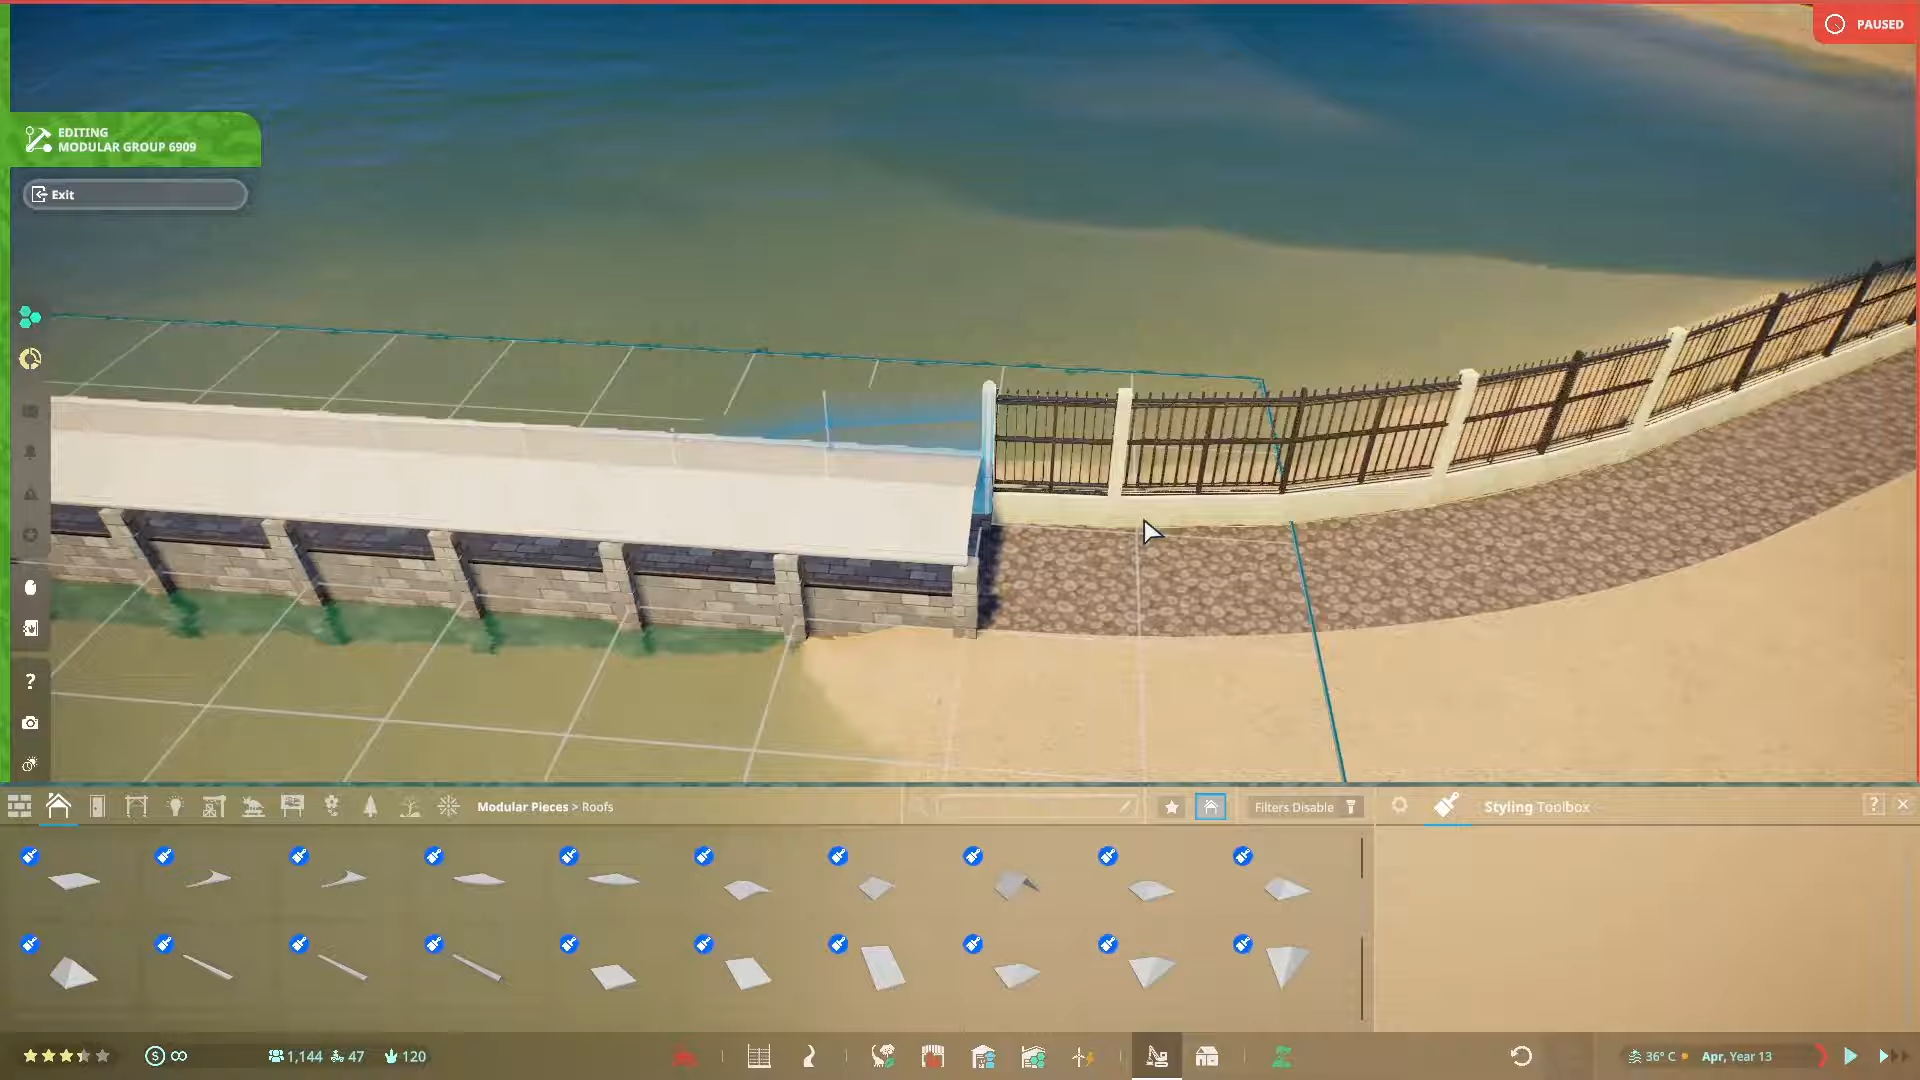 PAUSED
EDITING
MODULAR GROUP 6909
Exit
?
Modular Pieces > Roofs
Filters Disable
Styling Toolbox
?
1,144
47
120
36° C
Apr, Year 13